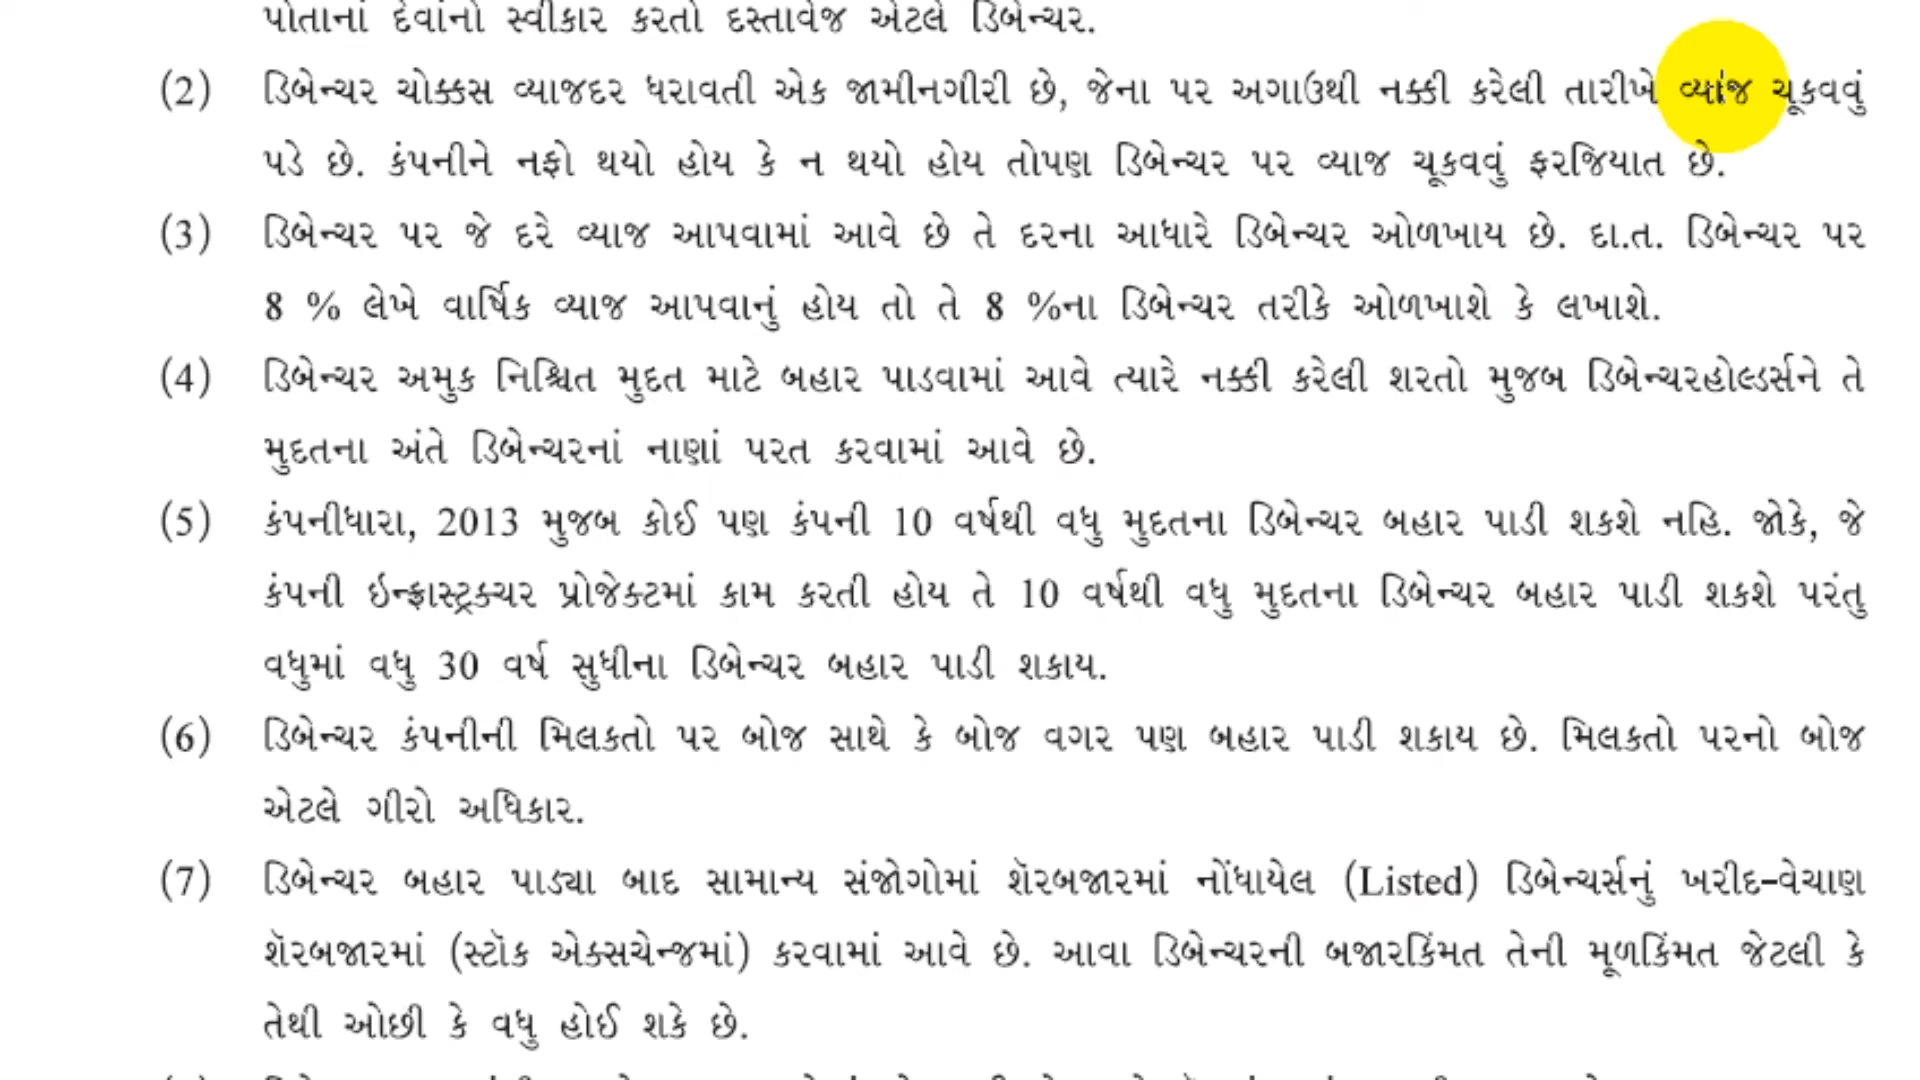 પોતાનાં દેવાંનો સ્વીકાર કરતો દસ્તાવેજ એટલે ડિબેન્ચર.
(2) ડિબેન્ચર ચોક્કસ વ્યાજદર ધરાવતી એક જામીનગીરી છે, જેના પર અગાઉથી નક્કી કરેલી તારીખે વ્યાજ ચૂકવવું
પડે છે. કંપનીને નફો થયો હોય કે ન થયો હોય તોપણ ડિબેન્ચર પર વ્યાજ ચૂકવવું ફરજિયાત છે.
(3) ડિબેન્ચર પર જે દરે વ્યાજ આપવામાં આવે છે તે દરના આધારે ડિબેન્ચર ઓળખાય છે. દા.ત. ડિબેન્ચર પર
8 % લેખે વાર્ષિક વ્યાજ આપવાનું હોય તો તે 8 %ના ડિબેન્ચર તરીકે ઓળખાશે કે લખાશે.
(4) ડિબેન્ચર અમુક નિશ્ચિત મુદત માટે બહાર પાડવામાં આવે ત્યારે નક્કી કરેલી શરતો મુજબ ડિબેન્ચરહોલ્ડર્સને તે
મુદતના અંતે ડિબેન્ચરનાં નાણાં પરત કરવામાં આવે છે.
(5) કંપનીધારા, 2013 મુજબ કોઈ પણ કંપની 10 વર્ષથી વધુ મુદતના ડિબેન્ચર બહાર પાડી શકશે નહિ. જોકે, જે
કંપની ઇન્ફ્રાસ્ટ્રક્ચર પ્રોજેક્ટમાં કામ કરતી હોય તે 10 વર્ષથી વધુ મુદતના ડિબેન્ચર બહાર પાડી શકશે પરંતુ
વધુમાં વધુ 30 વર્ષ સુધીના ડિબેન્ચર બહાર પાડી શકાય.
(6) ડિબેન્ચર કંપનીની મિલકતો પર બોજ સાથે કે બોજ વગર પણ બહાર પાડી શકાય છે. મિલકતો પરનો બોજ
એટલે ગીરો અધિકાર.
(7) ડિબેન્ચર બહાર પાડ્યા બાદ સામાન્ય સંજોગોમાં શૅરબજારમાં નોંધાયેલ (Listed) ડિબેન્ચર્સનું ખરીદ-વેચાણ
શૅરબજારમાં (સ્ટૉક એક્સચેન્જમાં) કરવામાં આવે છે. આવા ડિબેન્ચરની બજારકિંમત તેની મૂળકિંમત જેટલી કે
તેથી ઓછી કે વધુ હોઈ શકે છે.